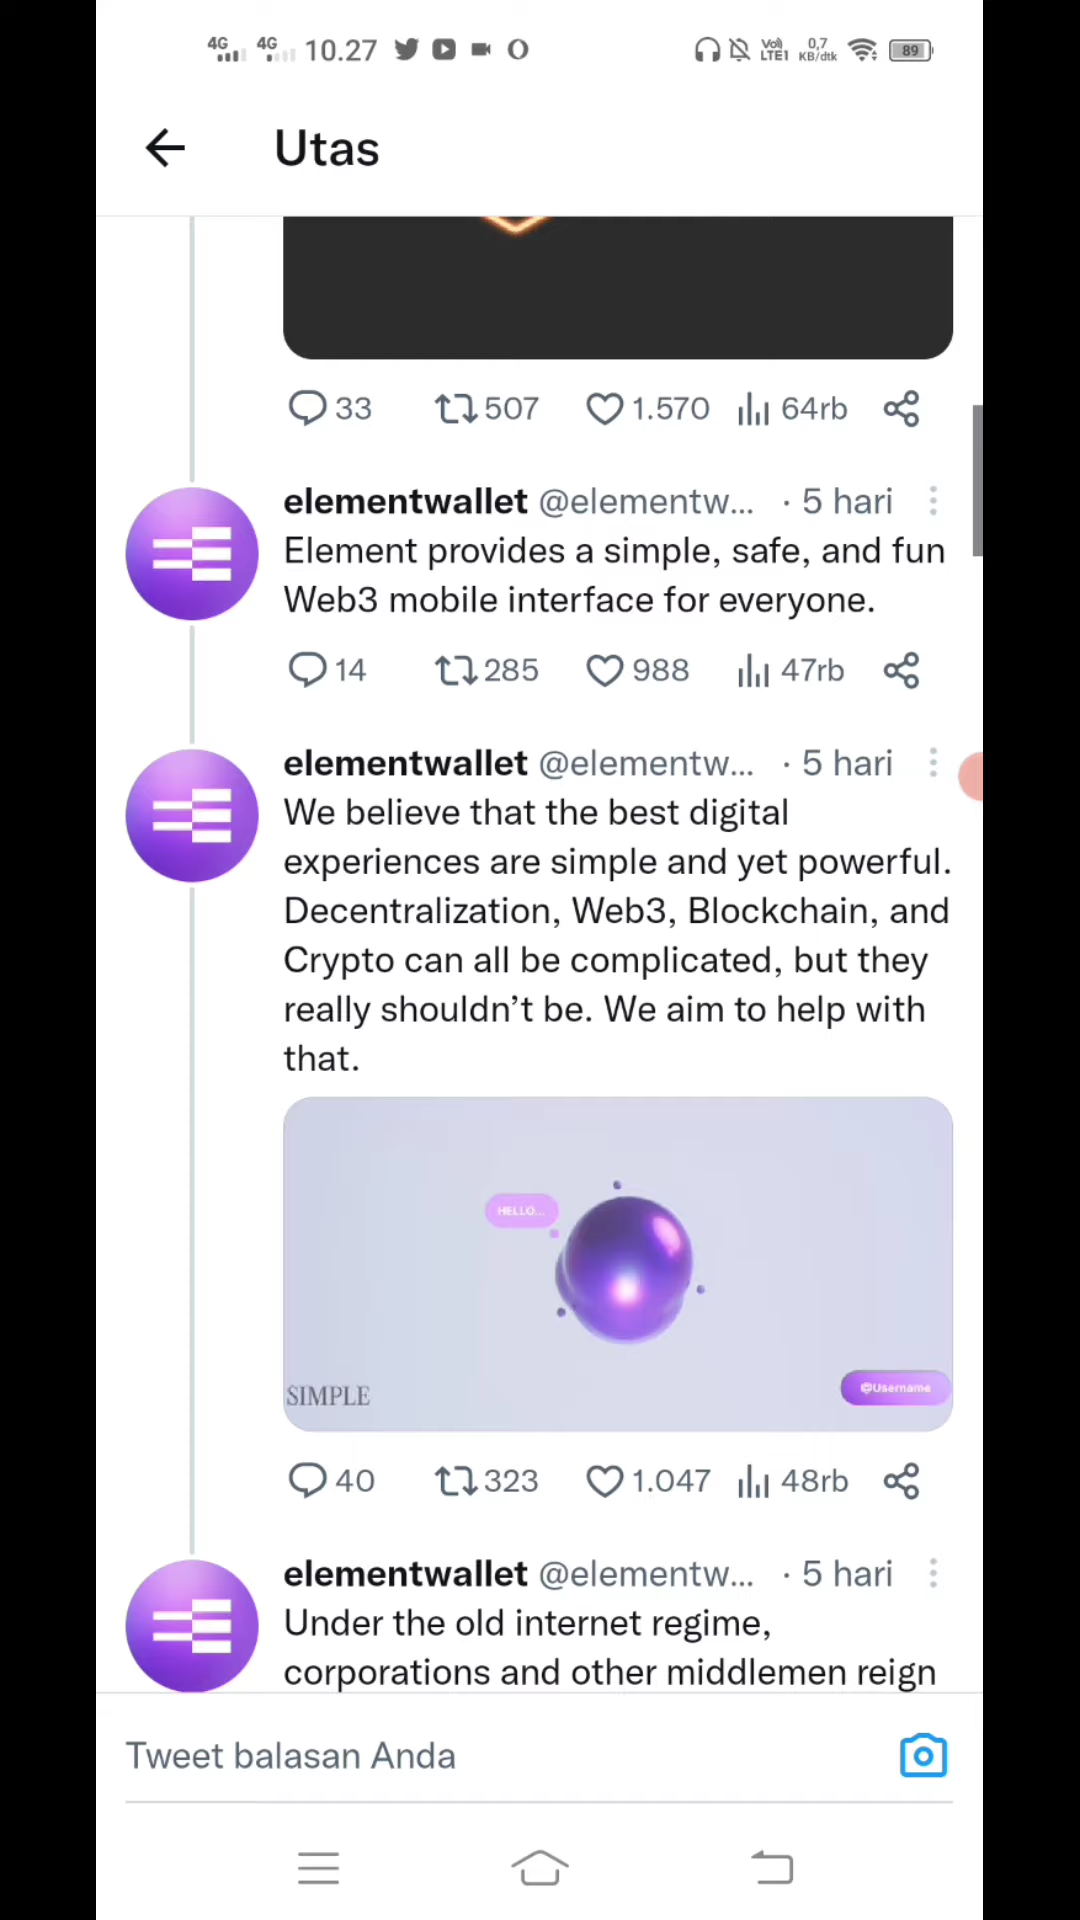 4G 4G 10.27 Vo) LTE1 0,7 KB/dtk 89
Utas
33 507 1.570 64rb
elementwallet @elementw... · 5 hari
Element provides a simple, safe, and fun
Web3 mobile interface for everyone.
14 285 988 47rb
elementwallet @elementw... · 5 hari
We believe that the best digital
experiences are simple and yet powerful.
Decentralization, Web3, Blockchain, and
Crypto can all be complicated, but they
really shouldn’t be. We aim to help with
that.
HELLO...
SIMPLE
@Username
40 323 1.047 48rb
elementwallet @elementw... · 5 hari
Under the old internet regime,
corporations and other middlemen reign
Tweet balasan Anda